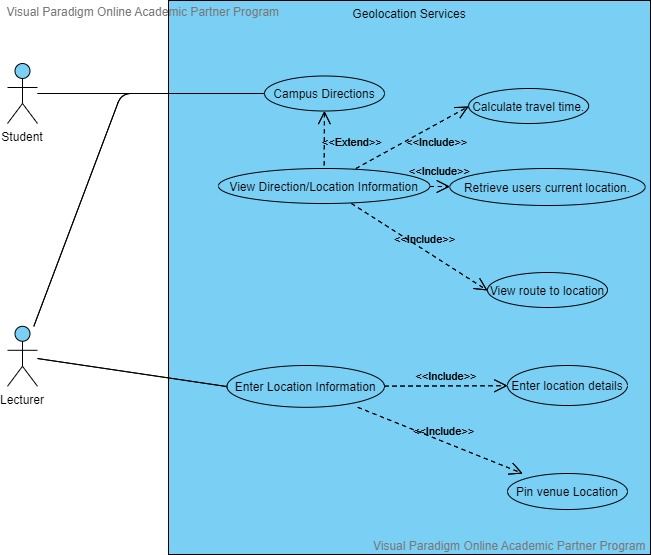 Visual Paradigm Online Academic Partner Program
Geolocation Services
Student
Campus Directions
Calculate travel time.
<<Extend>>
<<Include>>
<<Include>>
View Direction/Location Information
Retrieve users current location.
<<Include>>
View route to location
Lecturer
Enter Location Information
<<Include>>
Enter location details
<<Include>>
Pin venue Location
Visual Paradigm Online Academic Partner Program